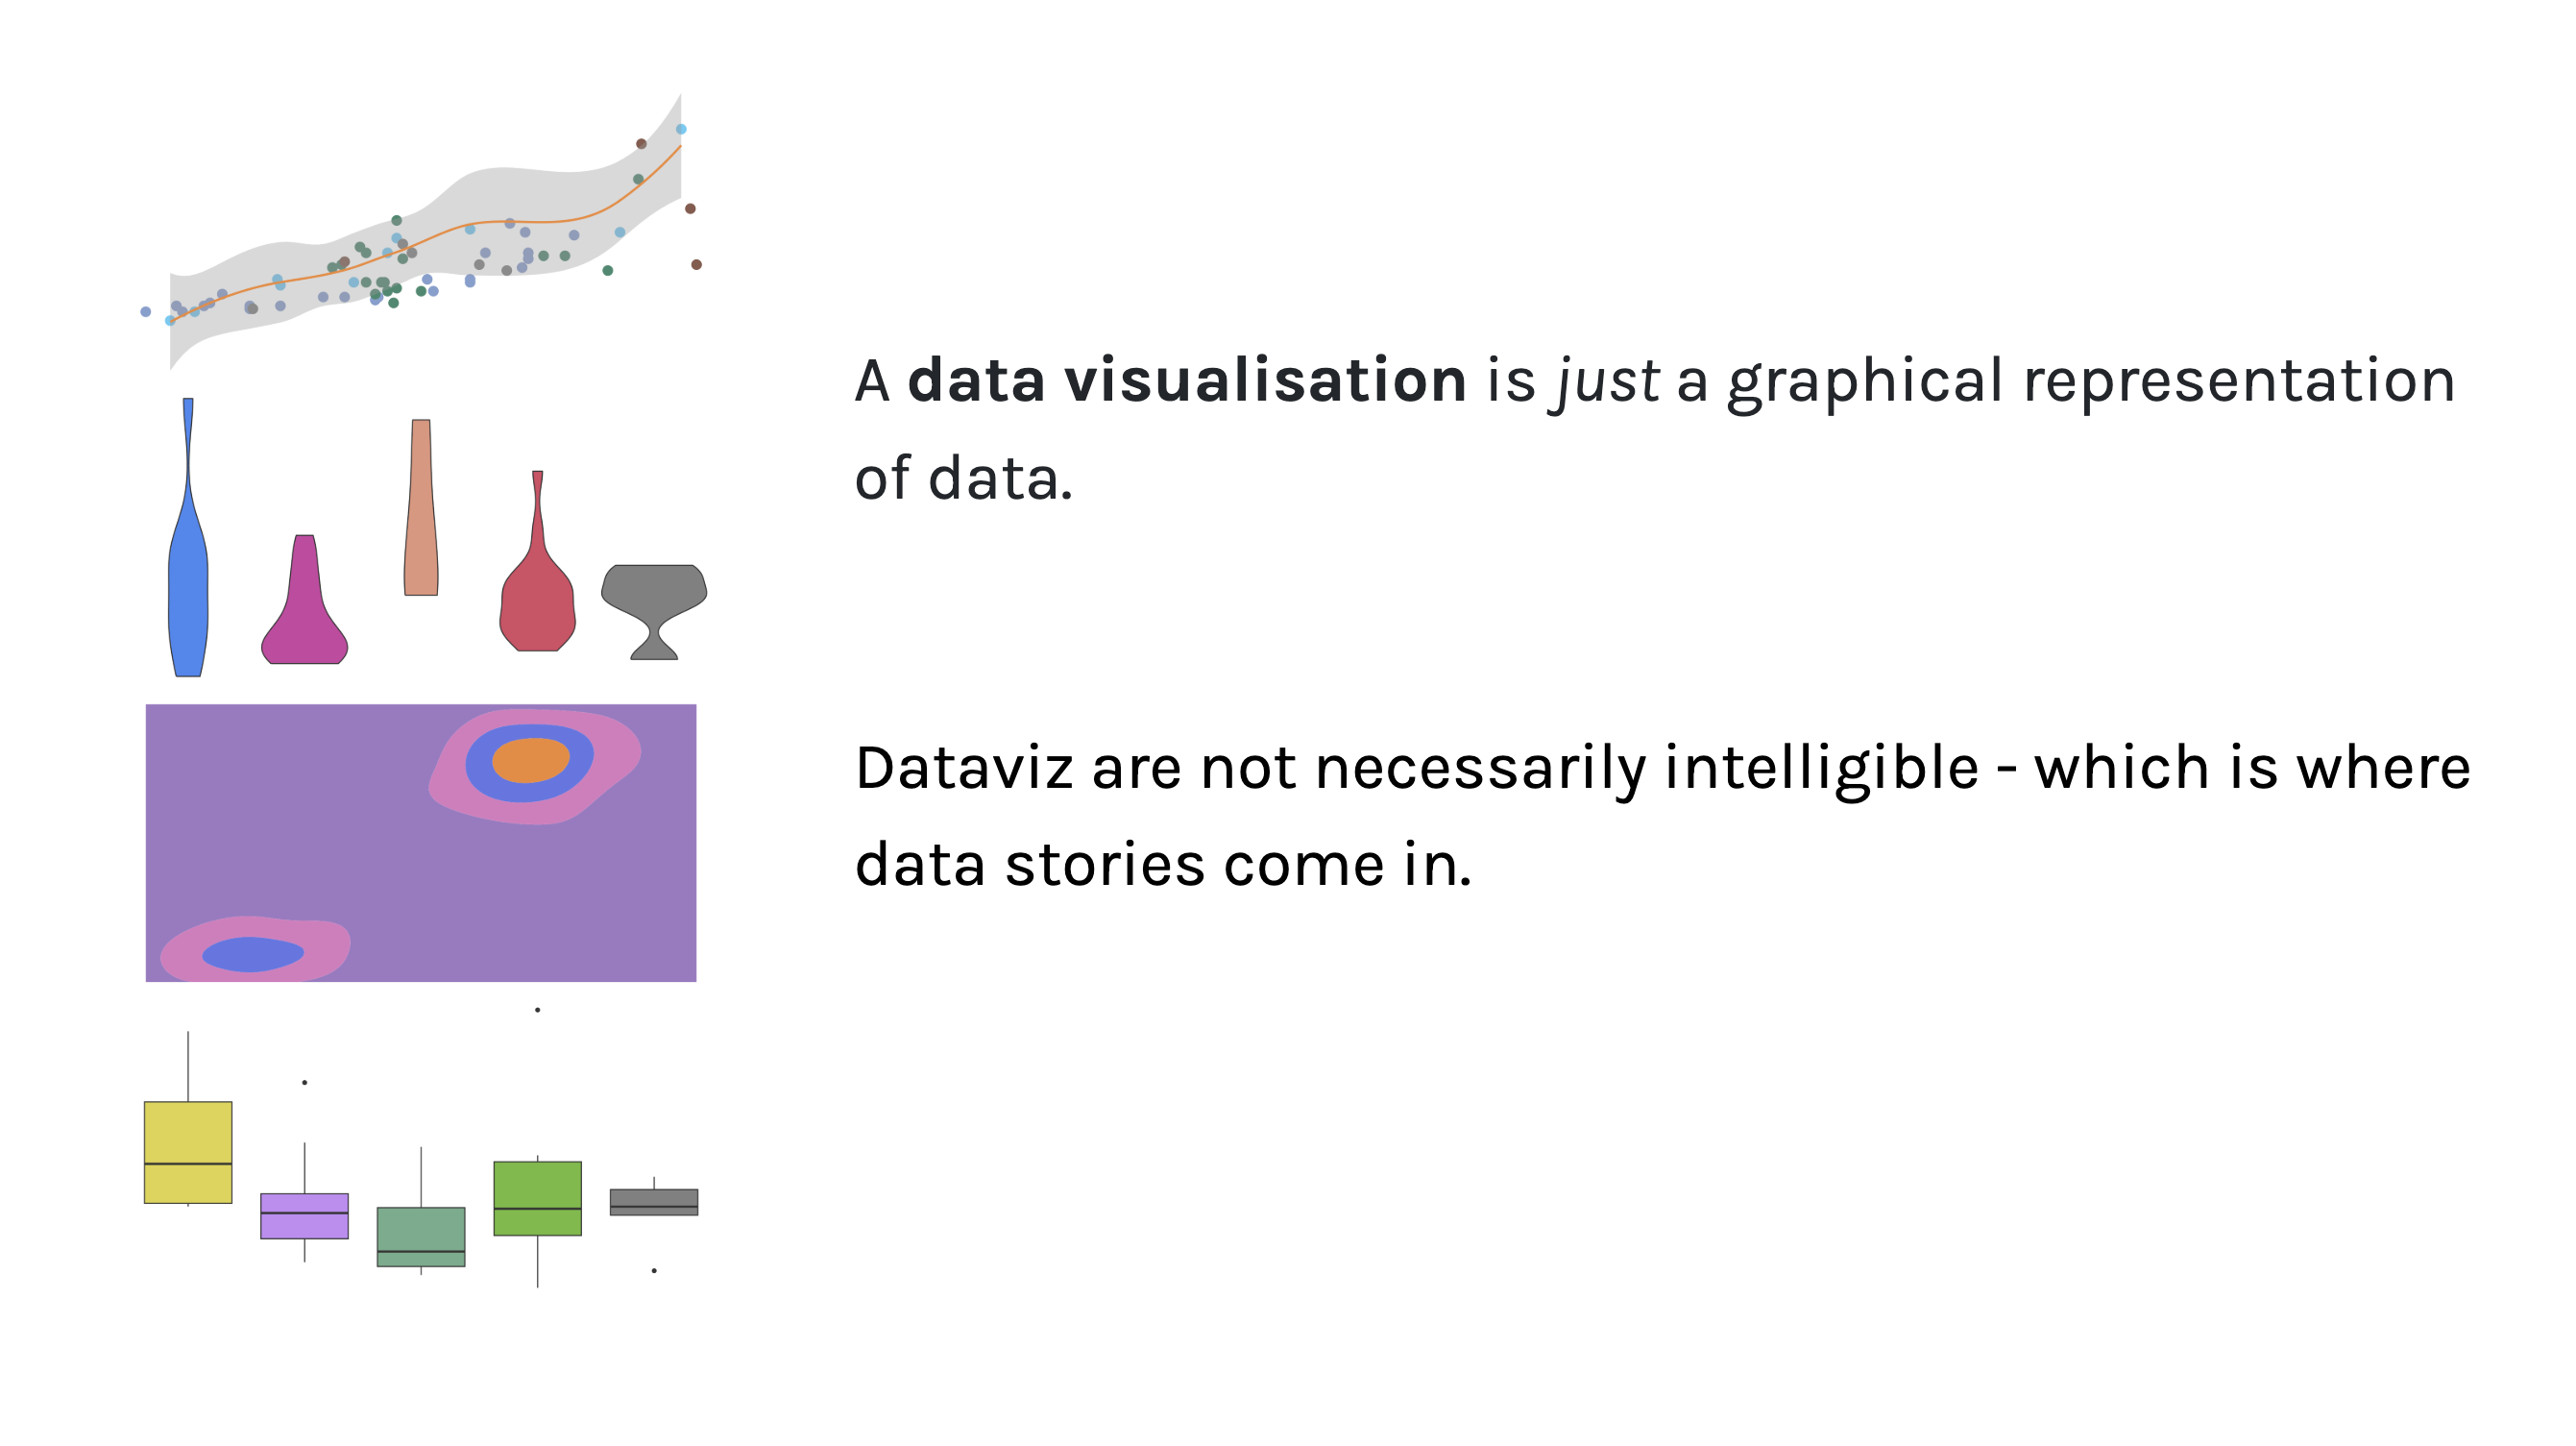 A data visualisation is just a graphical representation
of data.
Dataviz are not necessarily intelligible - which is where
data stories come in.